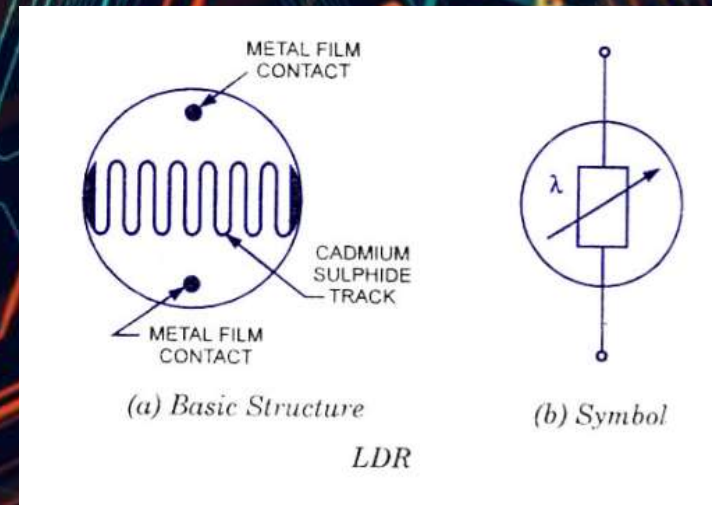 METAL FILM
CONTACT
λ
CADMIUM
SULPHIDE
TRACK
METAL FILM
CONTACT
(a) Basic Structure
(b) Symbol
LDR